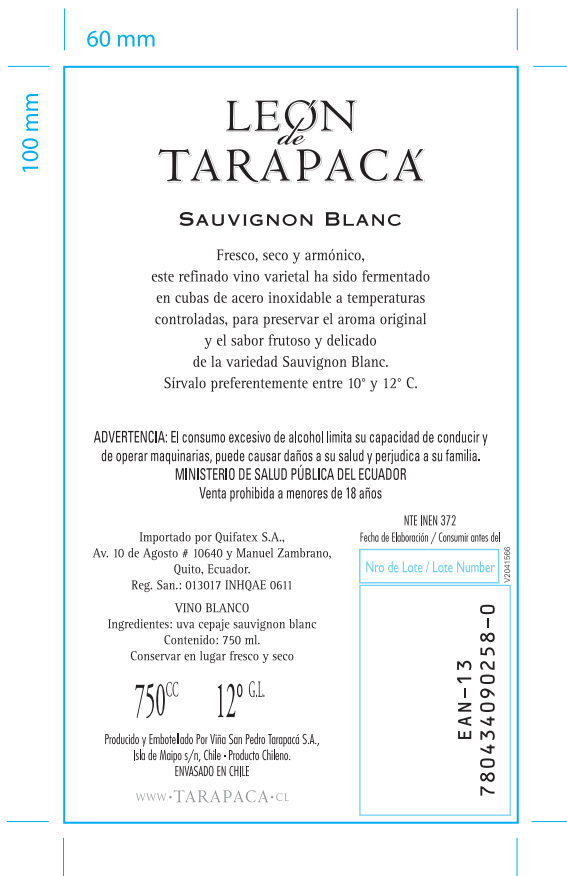 60 mm
100 mm
LEÓN
de
TARAPACÁ
SAUVIGNON BLANC
Fresco, seco y armónico,
este refinado vino varietal ha sido fermentado
en cubas de acero inoxidable a temperaturas
controladas, para preservar el aroma original
y el sabor frutoso y delicado
de la variedad Sauvignon Blanc.
Sírvalo preferentemente entre 10° y 12° C.
ADVERTENCIA: El consumo excesivo de alcohol limita su capacidad de conducir y
de operar maquinarias, puede causar daños a su salud y perjudica a su familia.
MINISTERIO DE SALUD PÚBLICA DEL ECUADOR
Venta prohibida a menores de 18 años
Importado por Quifatex S.A.,
Av. 10 de Agosto # 10640 y Manuel Zambrano,
Quito, Ecuador.
Reg. San.: 013017 INHQAE 0611
VINO BLANCO
Ingredientes: uva cepaje sauvignon blanc
Contenido: 750 ml.
Conservar en lugar fresco y seco
750CC 12° G.L.
Producido y Embotellado Por Viña San Pedro Tarapacá S.A.,
Isla de Maipo s/n, Chile • Producto Chileno.
ENVASADO EN CHILE
WWW•TARAPACA•CL
NTE INEN 372
Fecha de Elaboración / Consumir antes del
Nro de Lote / Lote Number
V2041566
EAN-13
780434090258-0